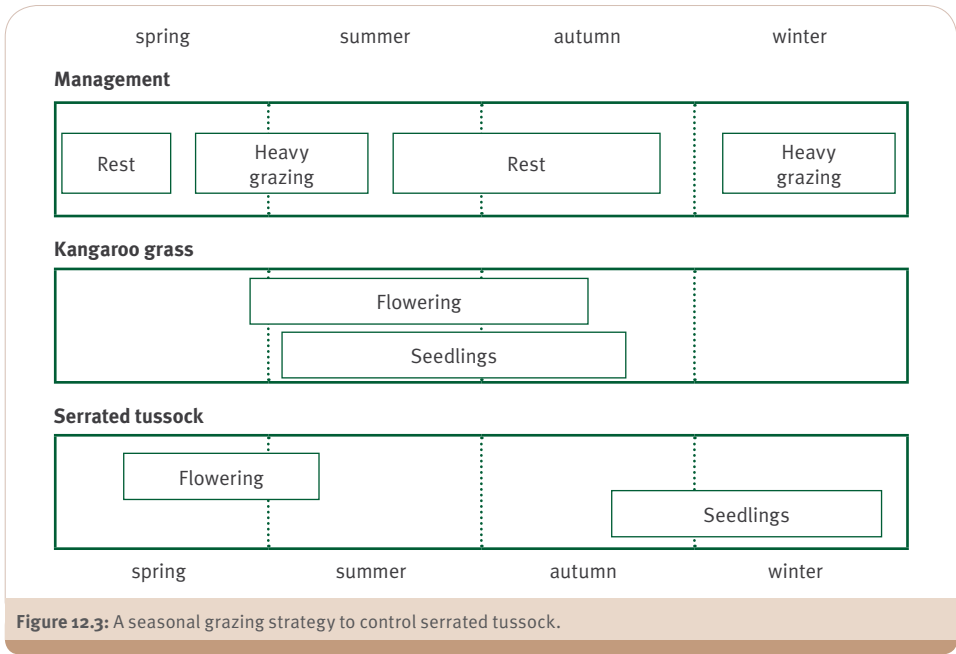 spring summer autumn winter
Management
Rest
Heavy
grazing
Rest
Heavy
grazing
Kangaroo grass
Flowering
Seedlings
Serrated tussock
Flowering
Seedlings
spring summer autumn winter
Figure 12.3: A seasonal grazing strategy to control serrated tussock.